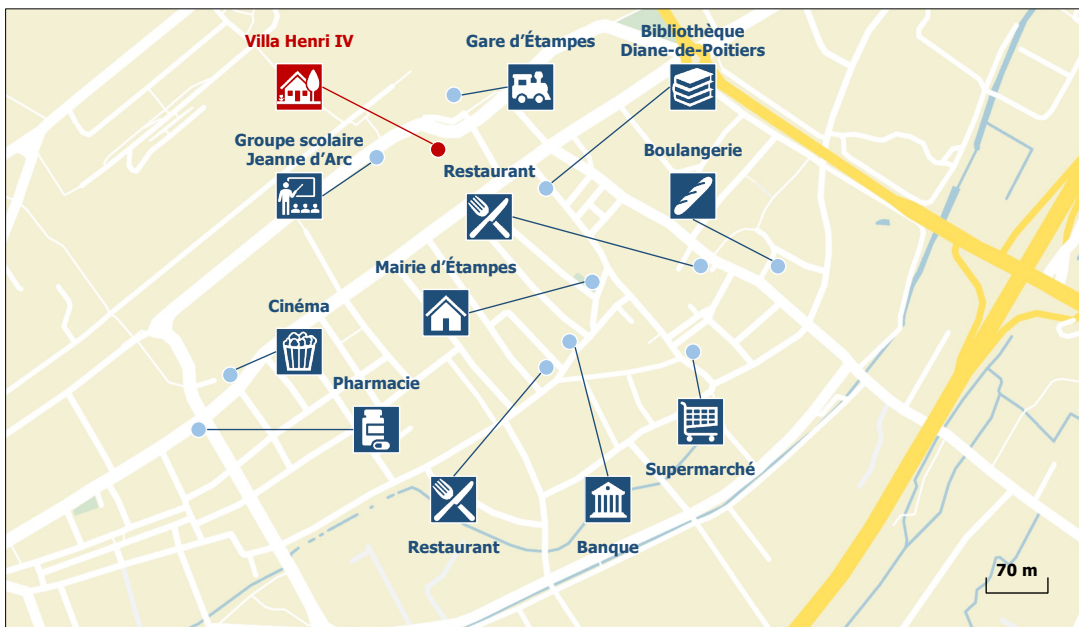 Villa Henri IV
Gare d’Étampes
Bibliothèque
Diane-de-Poitiers
Groupe scolaire
Jeanne d’Arc
Restaurant
Boulangerie
Mairie d’Étampes
Cinéma
Pharmacie
Supermarché
Restaurant
Banque
70 m